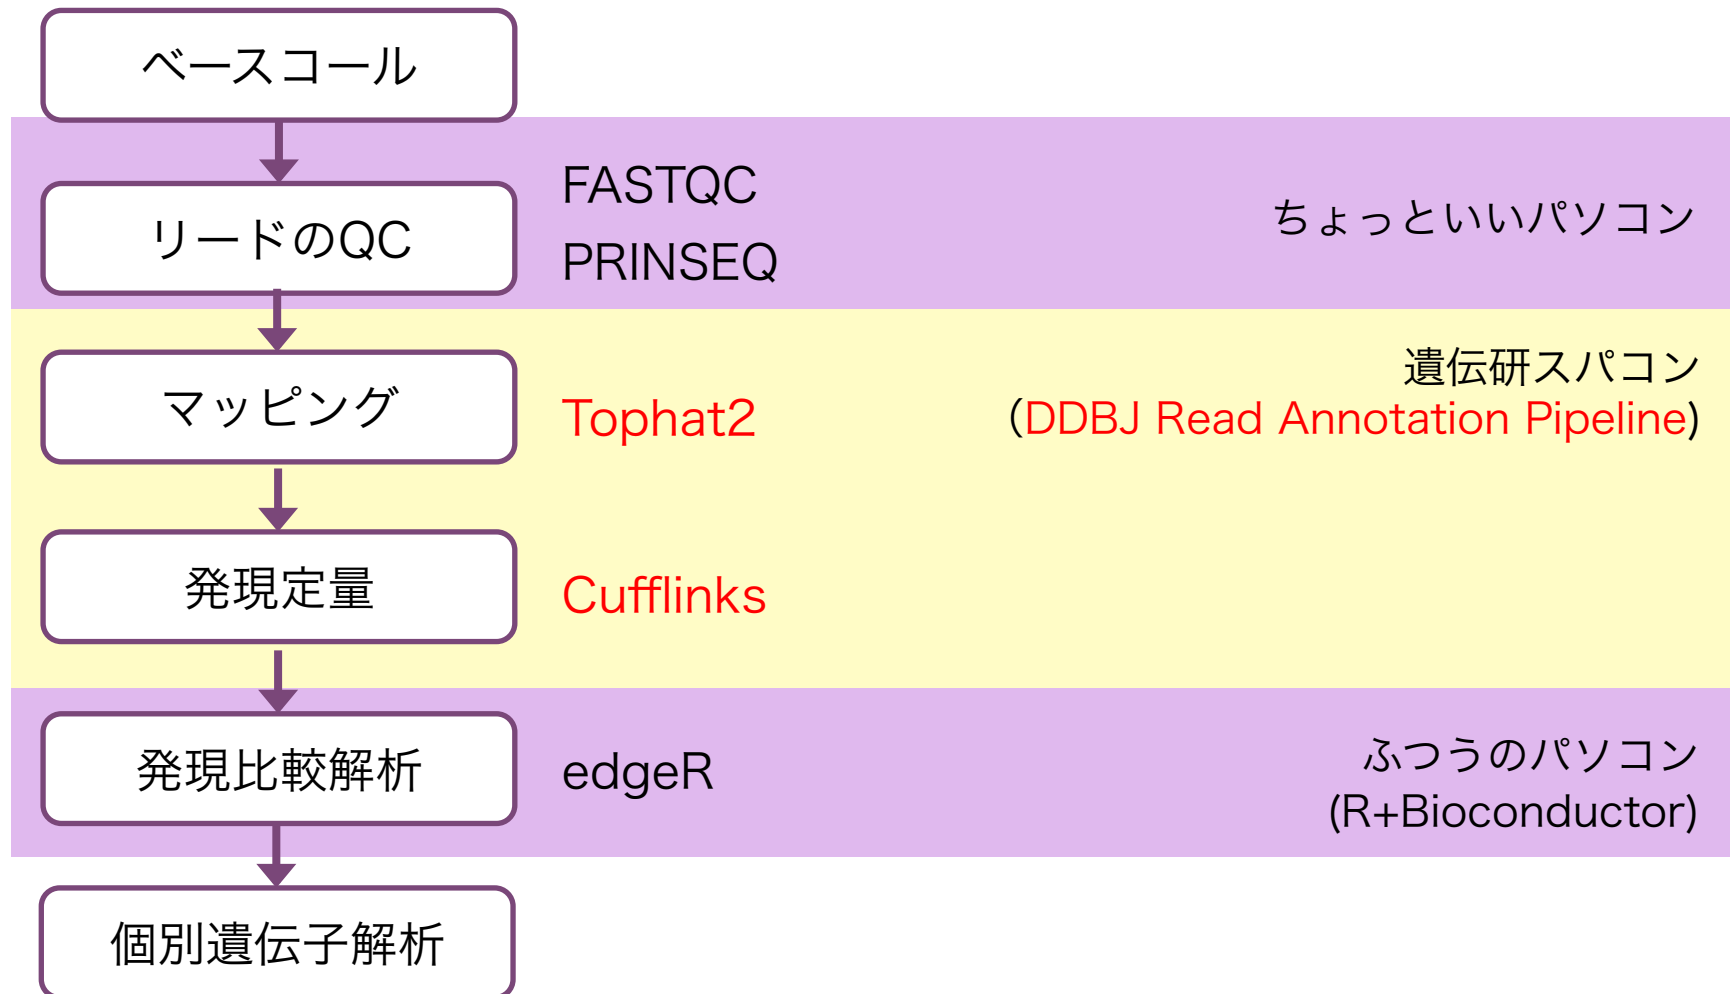 ベースコール
FASTQC
リードのQC
PRINSEQ
ちょっといいパソコン
マッピング
Tophat2
遺伝研スパコン
(DDBJ Read Annotation Pipeline)
発現定量
Cufflinks
発現比較解析
edgeR
ふつうのパソコン
(R+Bioconductor)
個別遺伝子解析